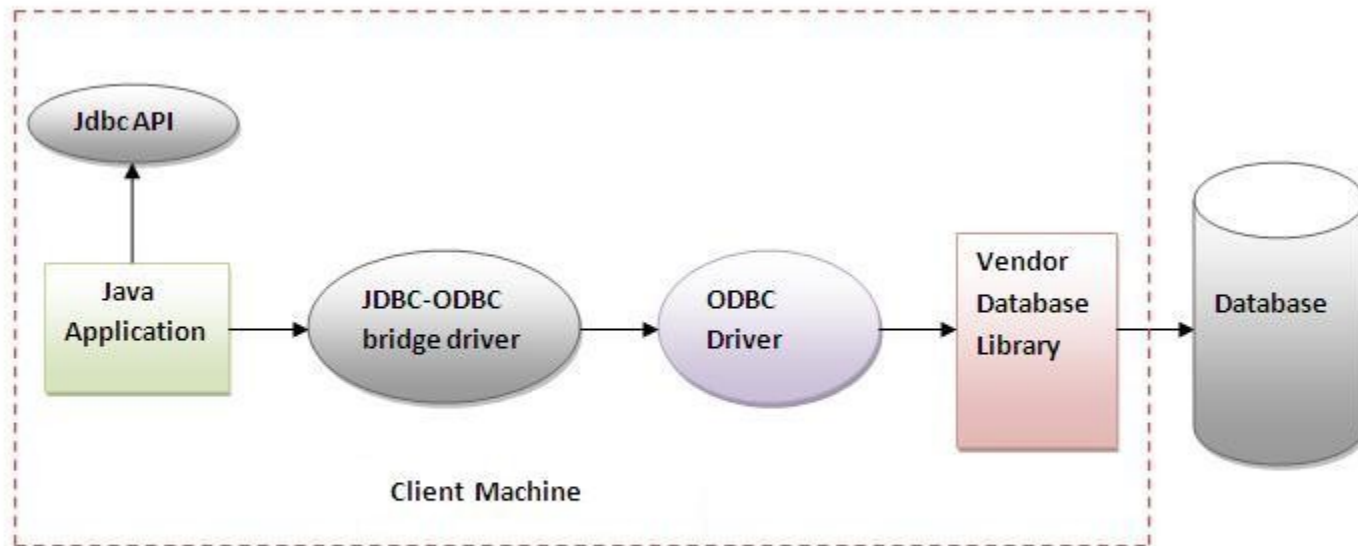 Jdbc API
Java
Application
JDBC-ODBC
bridge driver
ODBC
Driver
Vendor
Database
Library
Database
Client Machine